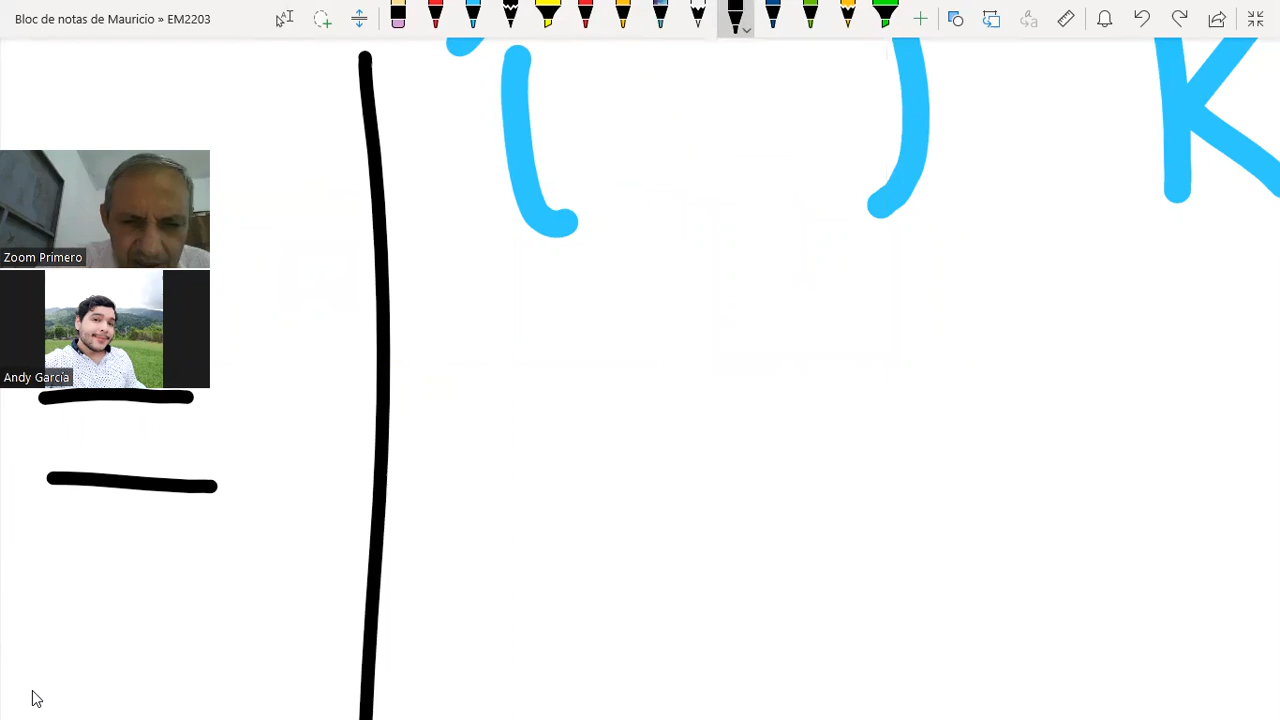 Bloc de notas de Mauricio » EM2203
( ) K
Zoom Primero
Andy García
=